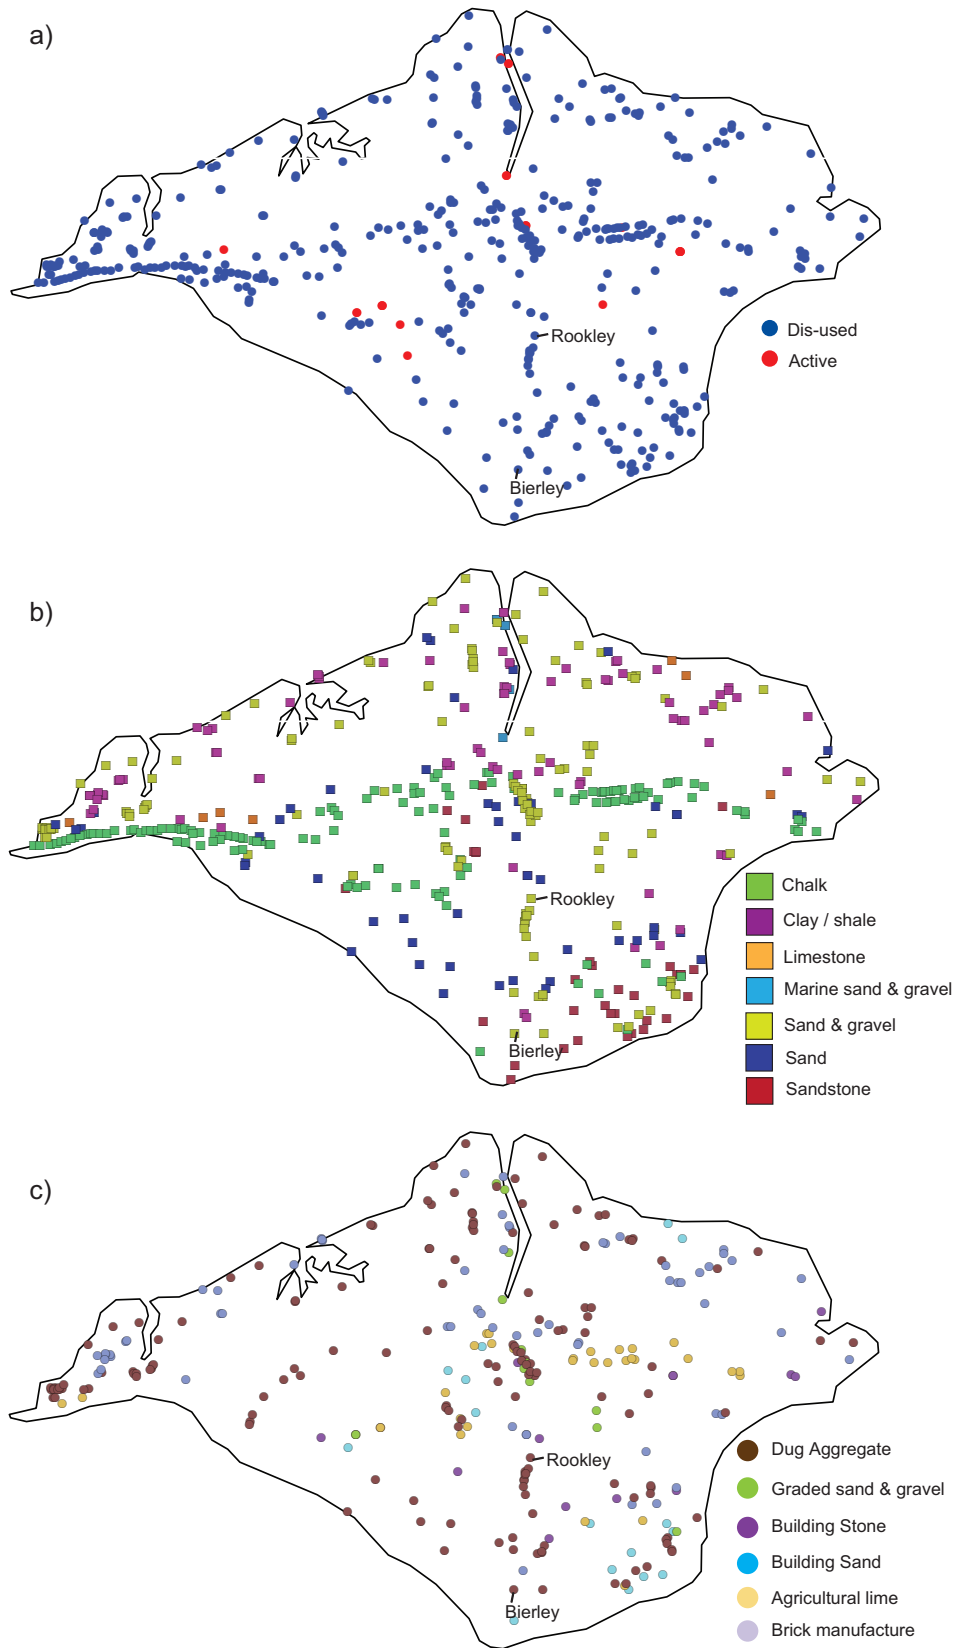 a)
Rookley
Dis-used
Active
Bierley
b)
Chalk
Rookley
Clay / shale
Limestone
Marine sand & gravel
Sand & gravel
Bierley
Sand
Sandstone
c)
Dug Aggregate
Rookley
Graded sand & gravel
Building Stone
Building Sand
Agricultural lime
Bierley
Brick manufacture